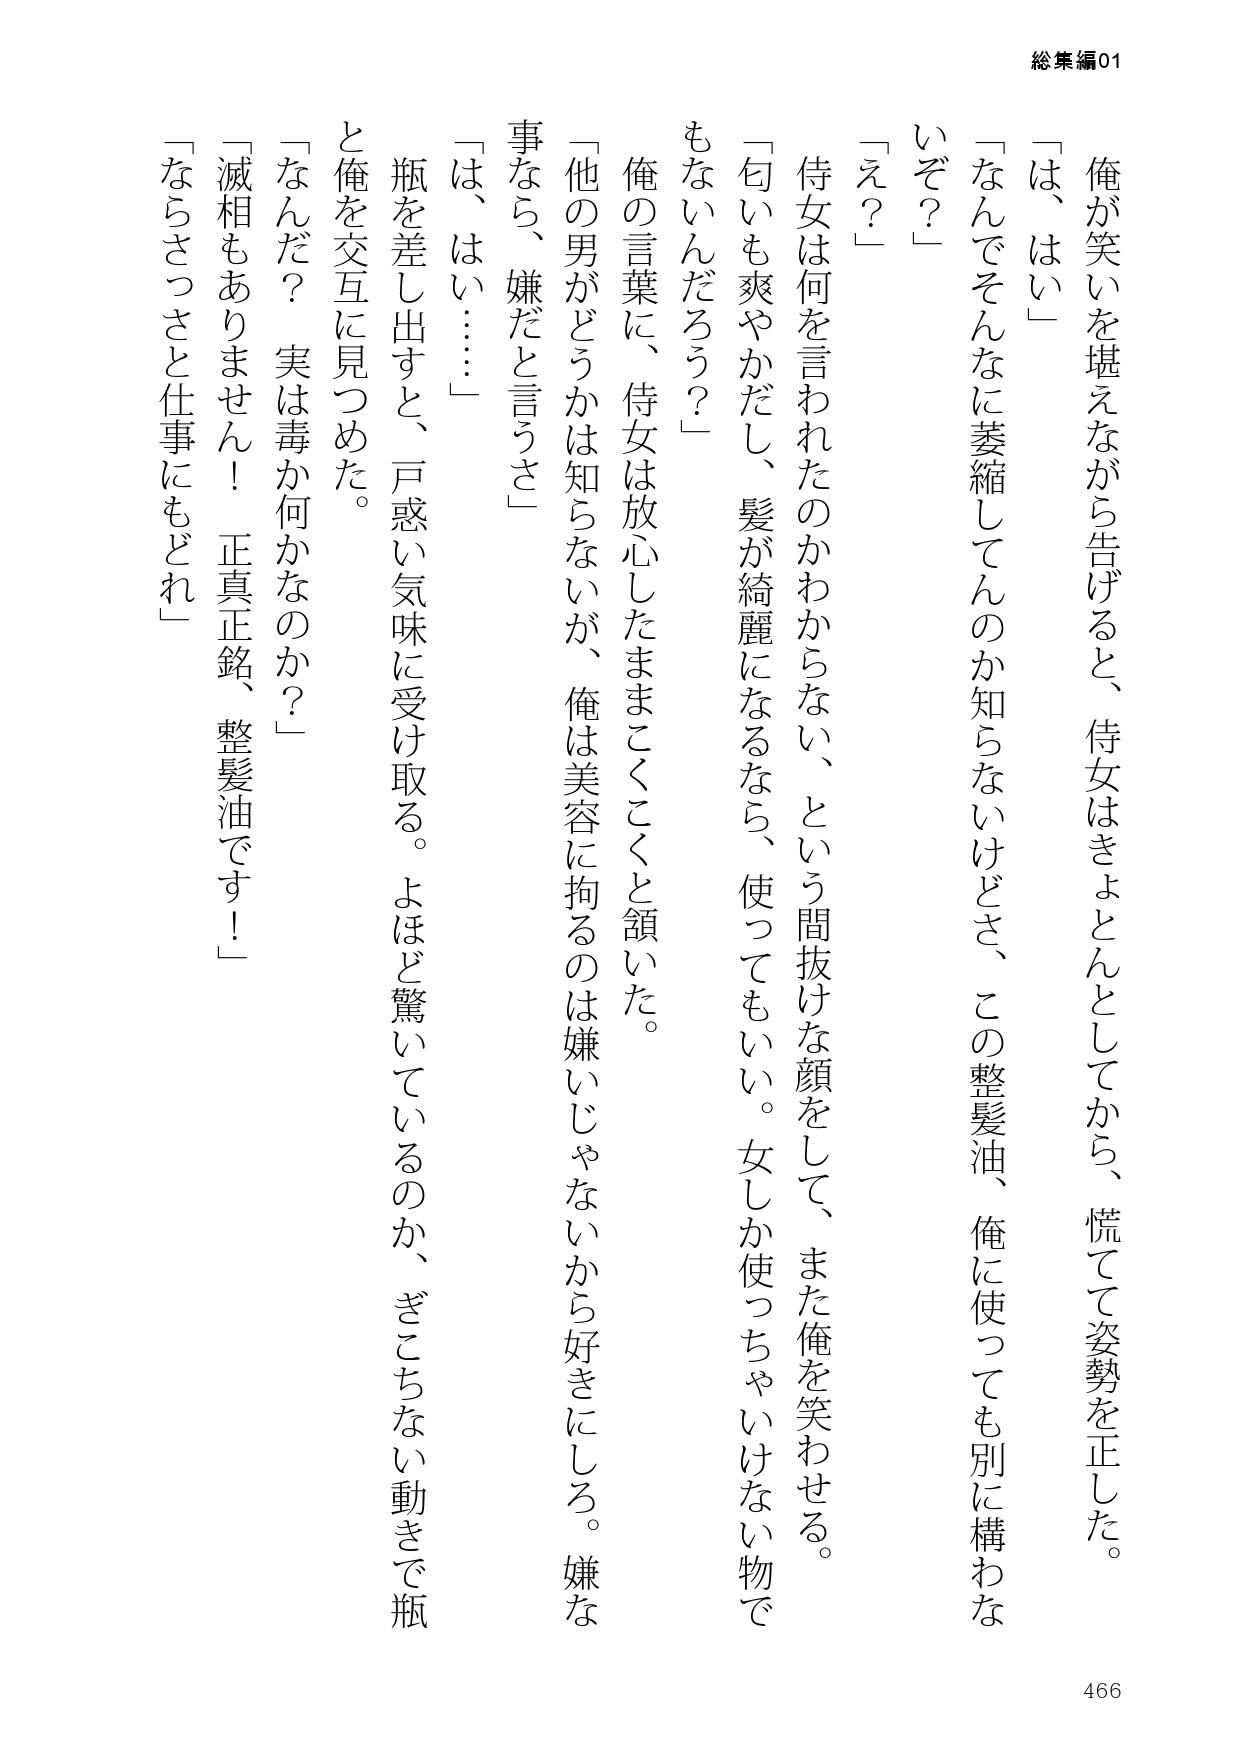 総集編01
　俺が笑いを堪えながら告げると、侍女はきょとんとしてから、慌てて姿勢を正した。
「は、はい」
「なんでそんなに萎縮してんのか知らないけどさ、この整髪油、俺に使っても別に構わな
いぞ？」
「え？」
　侍女は何を言われたのかわからない、という間抜けな顔をして、また俺を笑わせる。
「匂いも爽やかだし、髪が綺麗になるなら、使ってもいい。女しか使っちゃいけない物で
もないんだろう？」
　俺の言葉に、侍女は放心したままこくこくと頷いた。
「他の男がどうかは知らないが、俺は美容に拘るのは嫌いじゃないから好きにしろ。嫌な
事なら、嫌だと言うさ」
「は、はい……」
　瓶を差し出すと、戸惑い気味に受け取る。よほど驚いているのか、ぎこちない動きで瓶
と俺を交互に見つめた。
「なんだ？　実は毒か何かなのか？」
「滅相もありません！　正真正銘、整髪油です！」
「ならさっさと仕事にもどれ」
466